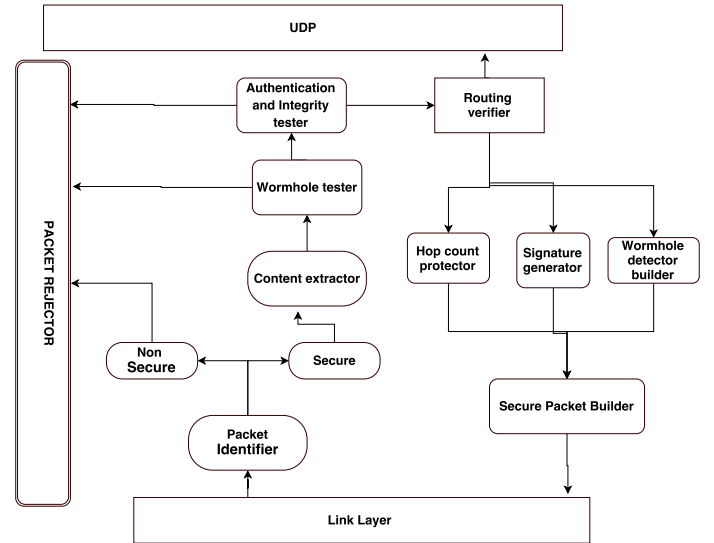 UDP
Authentication
and Integrity
tester
Routing
verifier
Wormhole tester
PACKET REJECTOR
Hop count
protector
Signature
generator
Wormhole
detector
builder
Content extractor
Non
Secure
Secure
Secure Packet Builder
Packet
Identifier
Link Layer